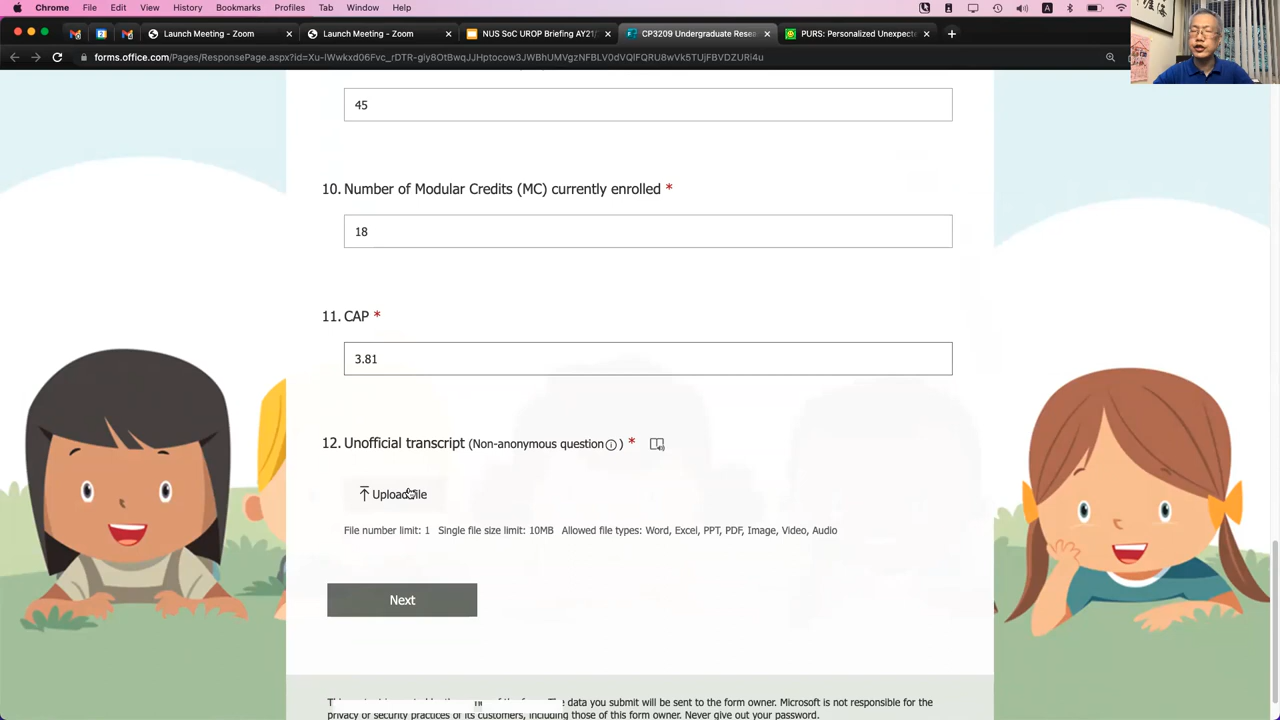 Chrome File Edit View History Bookmarks Profiles Tab Window Help
Launch Meeting - Zoom
Launch Meeting - Zoom
NUS SoC UROP Briefing AY21/
CP3209 Undergraduate Resea
PURS: Personalized Unexpecte
forms.office.com/Pages/ResponsePage.aspx?id=
45
10. Number of Modular Credits (MC) currently enrolled *
18
11. CAP *
3.81
12. Unofficial transcript (Non-anonymous question) *
Upload file
File number limit: 1 Single file size limit: 10MB Allowed file types: Word, Excel, PPT, PDF, Image, Video, Audio
Next
The data you submit will be sent to the form owner. Microsoft is not responsible for the
privacy or security practices of its customers, including those of this form owner. Never give out your password.